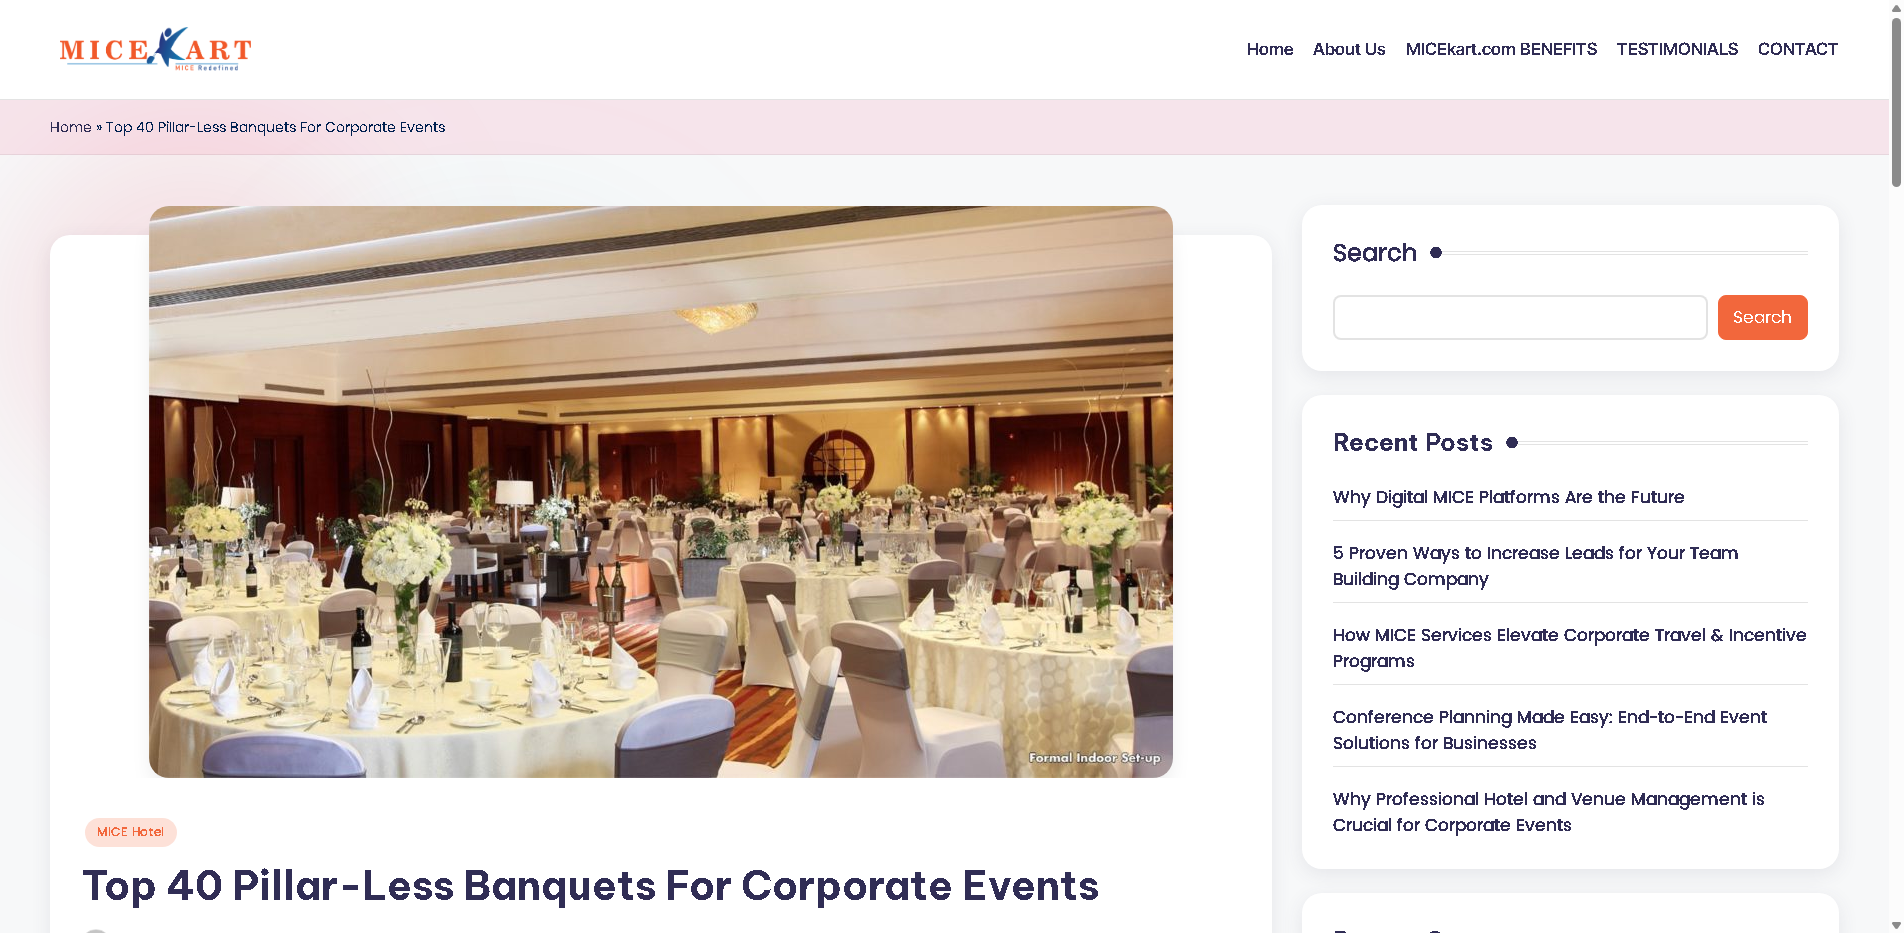 MICEKART
MICE Redefined
Home About Us MICEkart.com BENEFITS TESTIMONIALS CONTACT
Home » Top 40 Pillar-Less Banquets For Corporate Events
Formal Indoor Set-up
MICE Hotel
Top 40 Pillar-Less Banquets For Corporate Events
Search
Search
Recent Posts
Why Digital MICE Platforms Are the Future
5 Proven Ways to Increase Leads for Your Team
Building Company
How MICE Services Elevate Corporate Travel & Incentive
Programs
Conference Planning Made Easy: End-to-End Event
Solutions for Businesses
Why Professional Hotel and Venue Management is
Crucial for Corporate Events